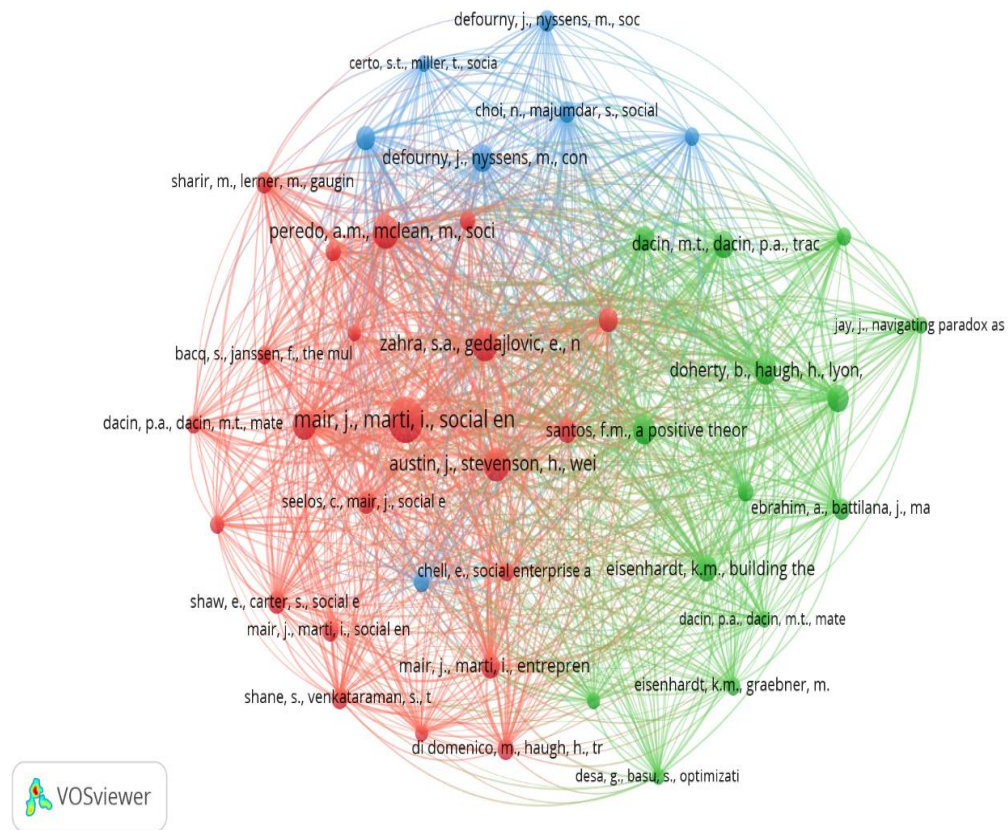 defourny, j., nyssens, m., soc
certo, s.t., miller, t., socia
choi, n., majumdar, s., social
defourny, j., nyssens, m., con
sharir, m., lerner, m., gaugin
peredo, a.m., mclean, m., soci
dacin, m.t., dacin, p.a., trac
jay, j., navigating paradox as
zahra, s.a., gedajlovic, e., n
bacq, s., janssen, f., the mul
doherty, b., haugh, h., lyon,
dacin, p.a., dacin, m.t., mate
mair, j., marti, i., social en
santos, f.m., a positive theor
austin, j., stevenson, h., wei
seelos, c., mair, j., social e
ebrahim, a., battilana, j., ma
chell, e., social enterprise a
eisenhardt, k.m., building the
shaw, e., carter, s., social e
dacin, p.a., dacin, m.t., mate
mair, j., marti, i., social en
mair, j., marti, i., entrepren
eisenhardt, k.m., graebner, m.
shane, s., venkataraman, s., t
di domenico, m., haugh, h., tr
desa, g., basu, s., optimizati
VOSviewer